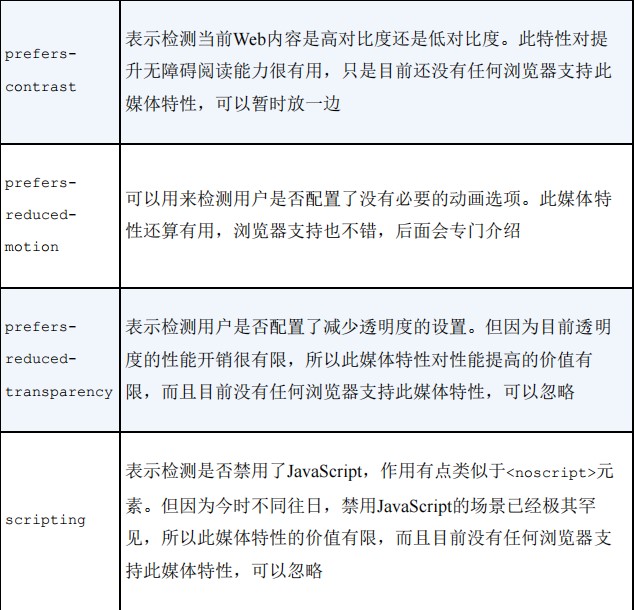 prefers-
contrast
表示检测当前Web内容是高对比度还是低对比度。此特性对提
升无障碍阅读能力很有用，只是目前还没有任何浏览器支持此
媒体特性，可以暂时放一边
prefers-
reduced-
motion
可以用来检测用户是否配置了没有必要的动画选项。此媒体特
性还算有用，浏览器支持也不错，后面会专门介绍
prefers-
reduced-
transparency
表示检测用户是否配置了减少透明度的设置。但因为目前透明
度的性能开销很有限，所以此媒体特性对性能提高的价值有
限，而且目前没有任何浏览器支持此媒体特性，可以忽略
scripting
表示检测是否禁用了JavaScript，作用有点类似于<noscript>元
素。但因为今时不同往日，禁用JavaScript的场景已经极其罕
见，所以此媒体特性的价值有限，而且目前没有任何浏览器支
持此媒体特性，可以忽略